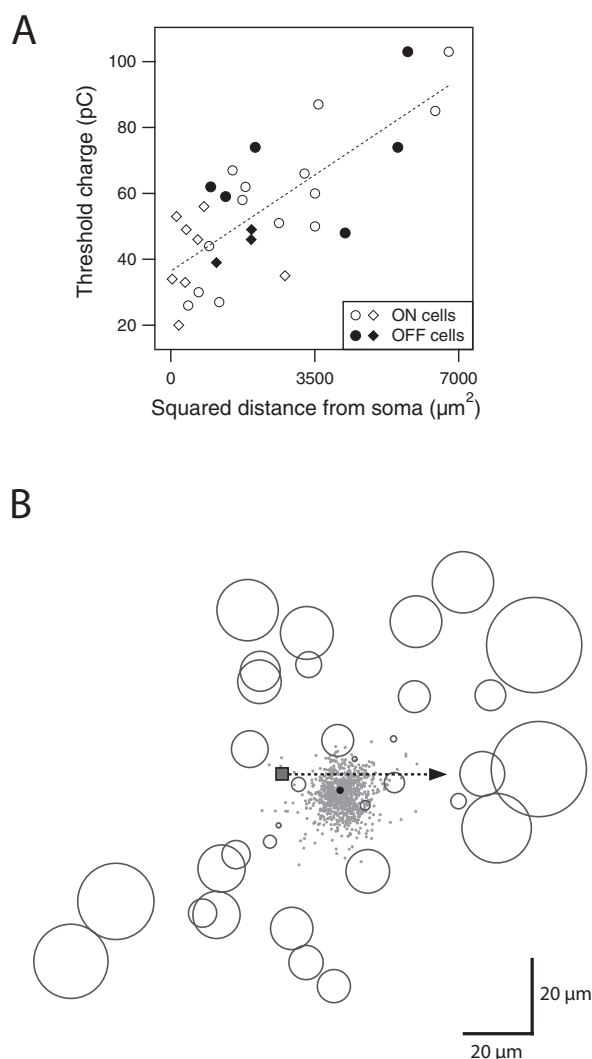 A
Threshold charge (pC)
100
80
60
40
20
ON cells
OFF cells
0 3500 7000
Squared distance from soma (µm²)
B
20 µm
20 µm